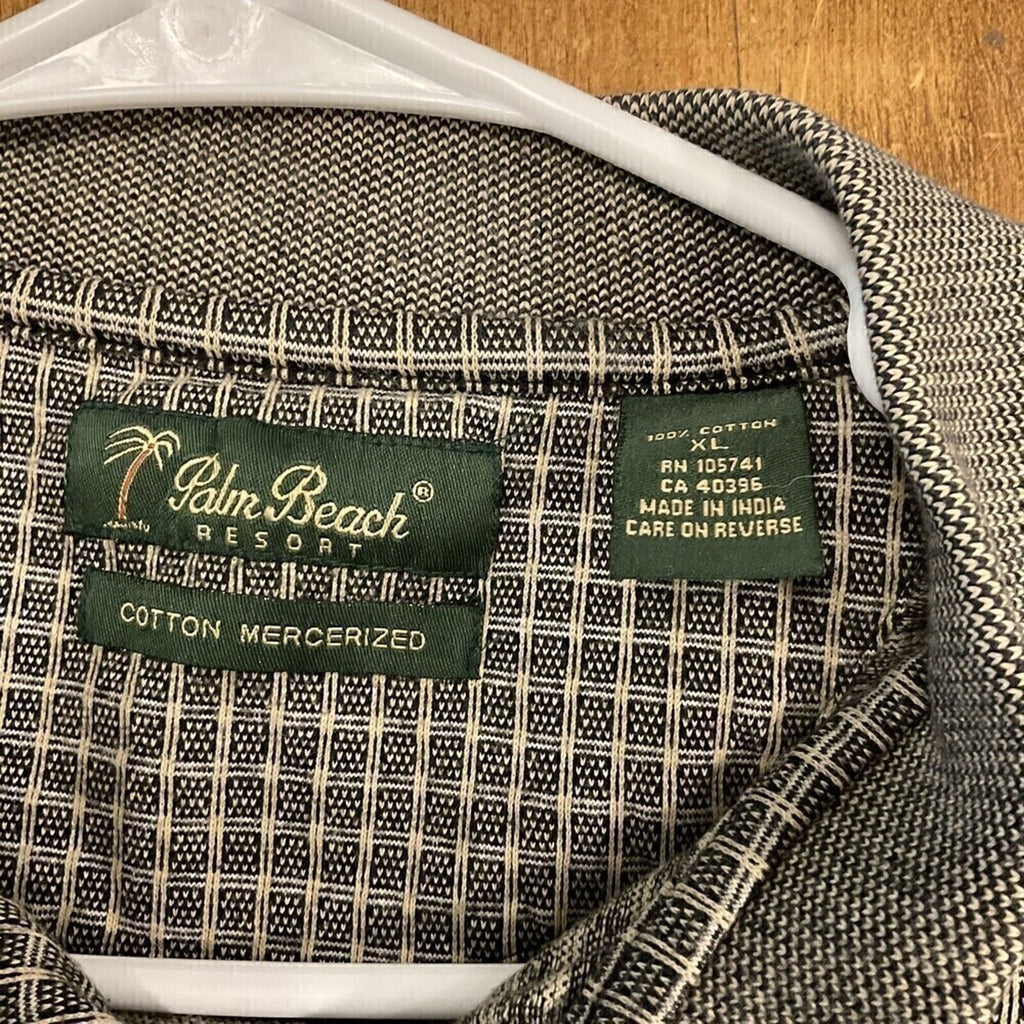 Palm Beach®
RESORT
COTTON MERCERIZED
100% COTTON
XL
RN 105741
CA 40396
MADE IN INDIA
CARE ON REVERSE